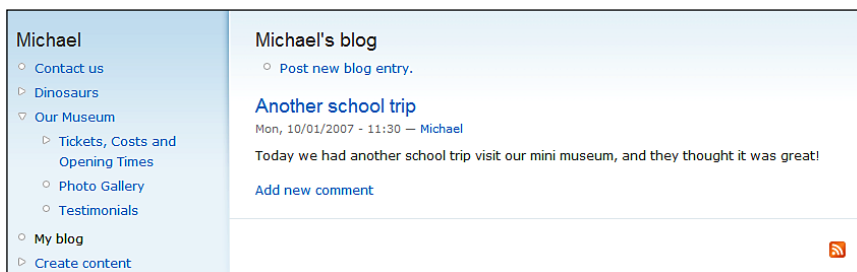 Michael
Contact us
Dinosaurs
Our Museum
Tickets, Costs and
Opening Times
Photo Gallery
Testimonials
My blog
Create content
Michael's blog
Post new blog entry.
Another school trip
Mon, 10/01/2007 - 11:30 — Michael
Today we had another school trip visit our mini museum, and they thought it was great!
Add new comment